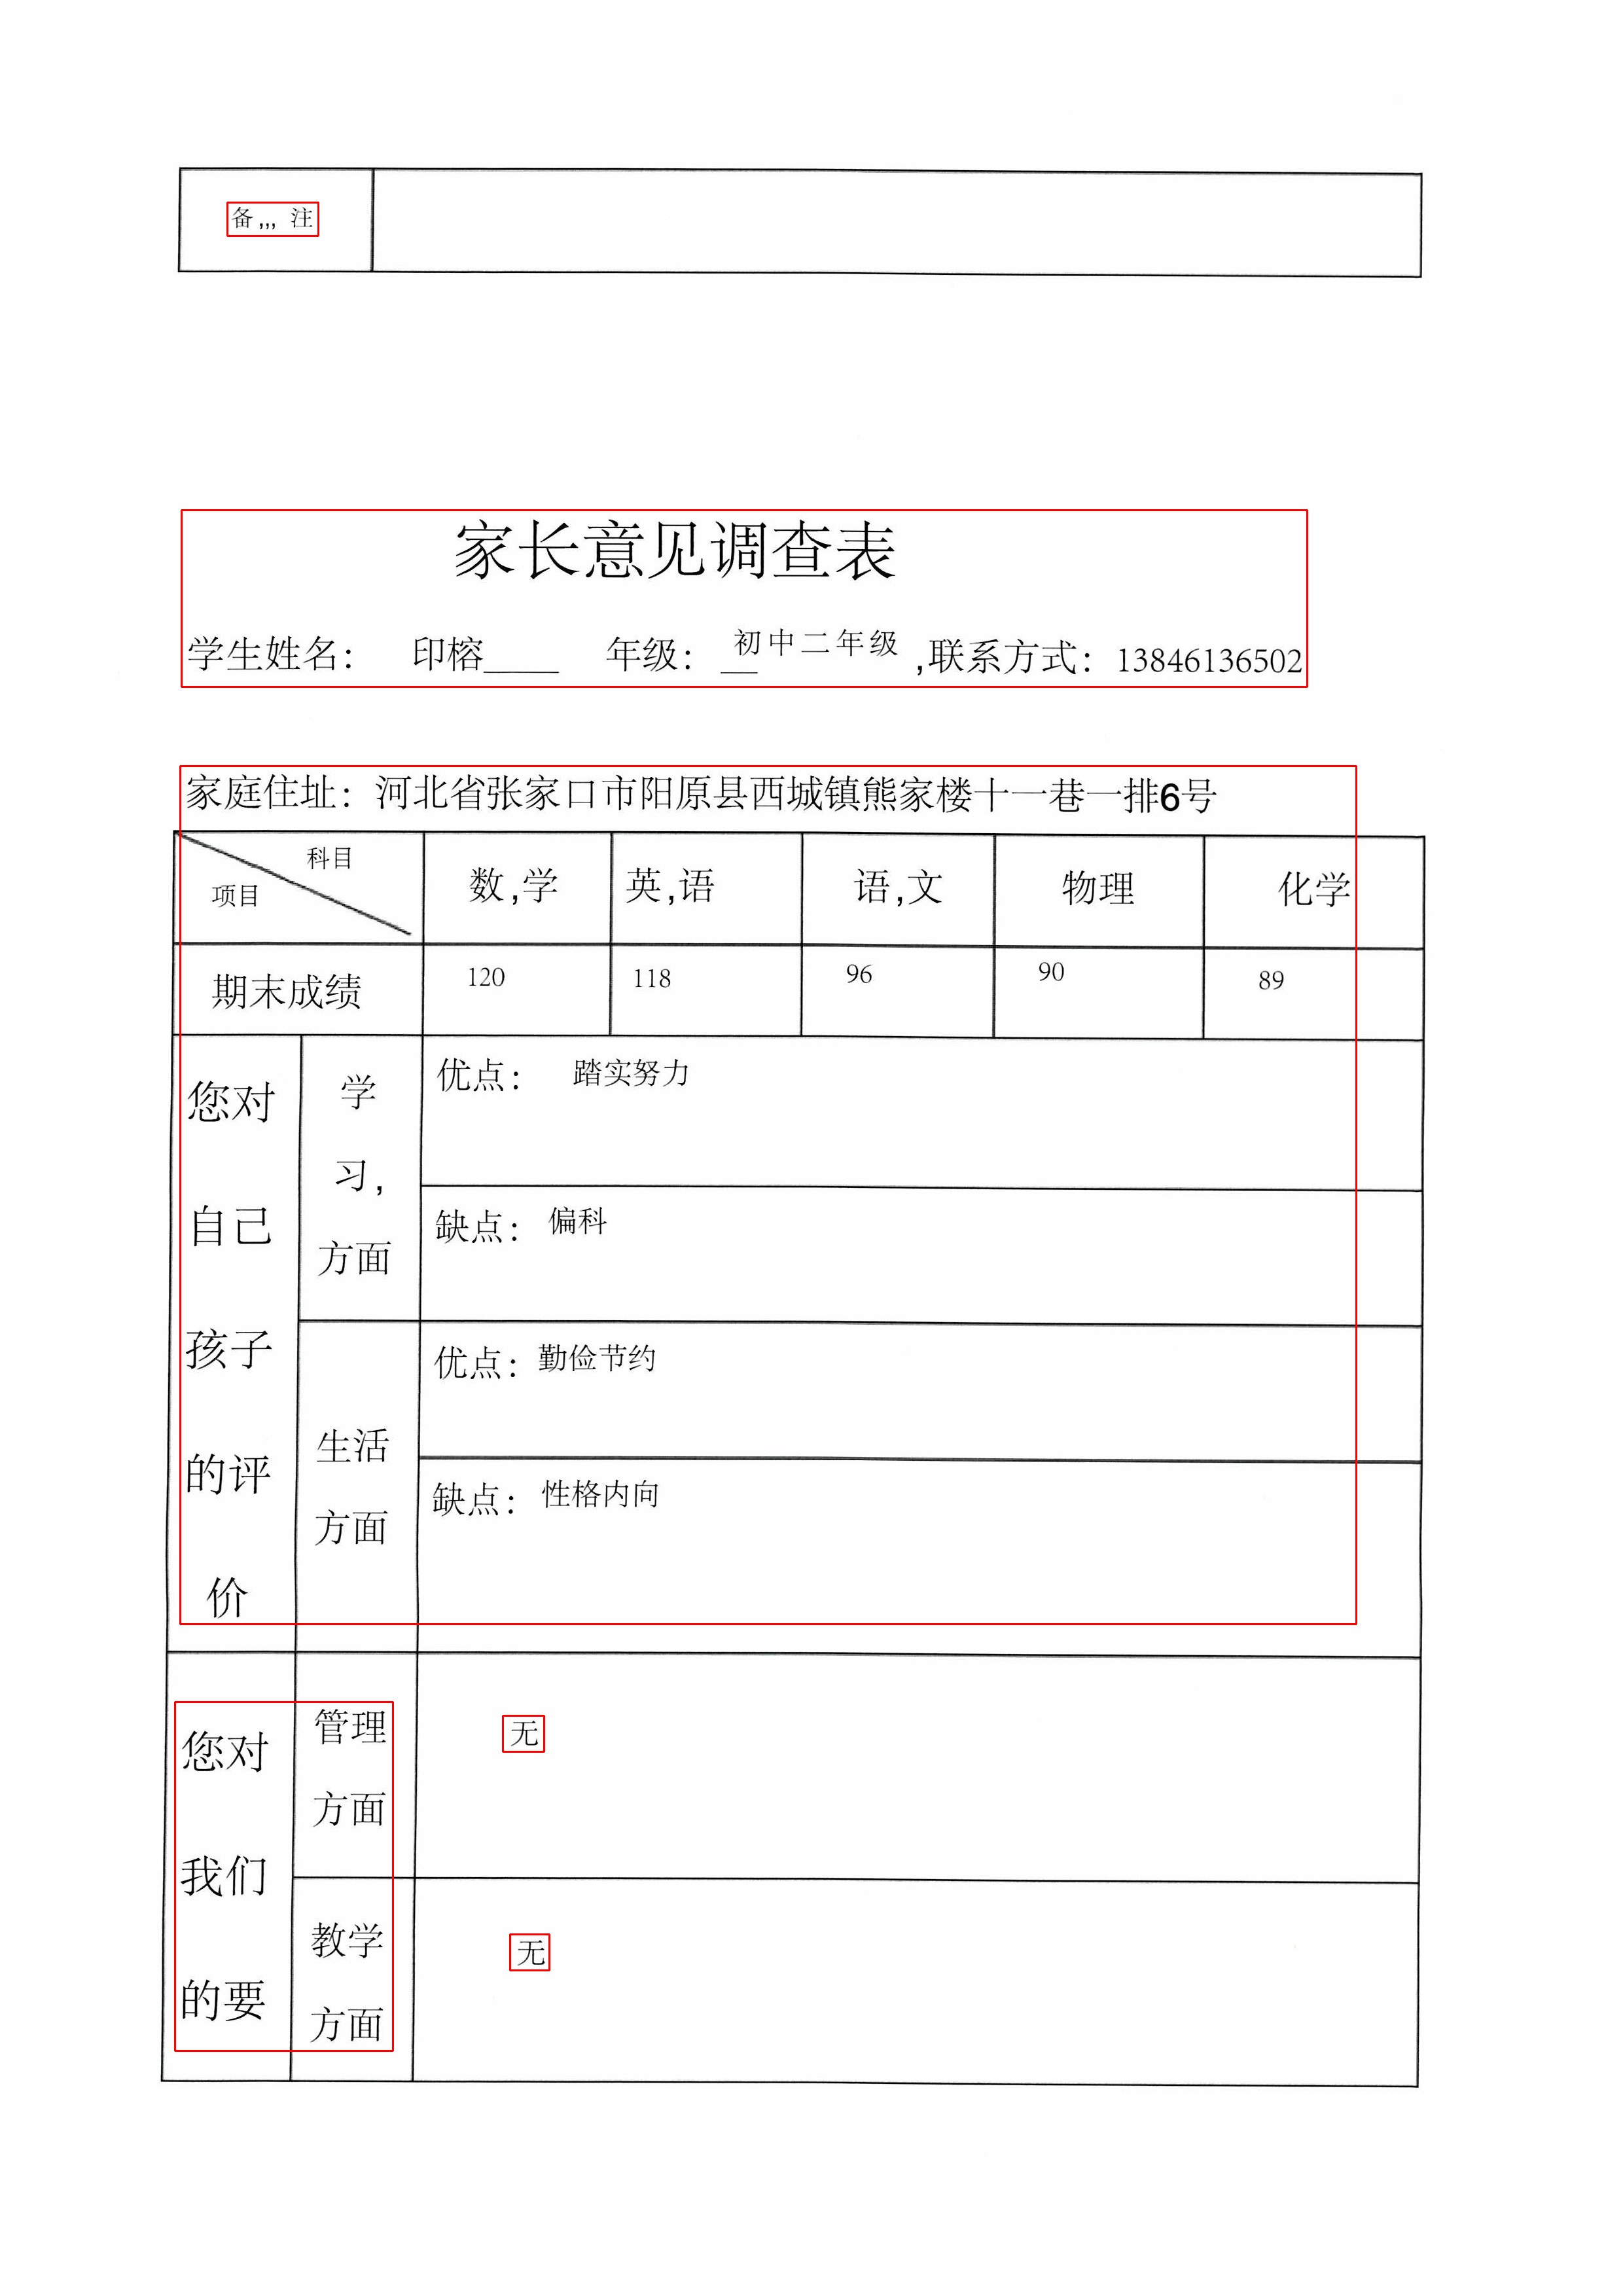 备,,, 注
家长意见调查表
学生姓名： 印榕____ 年级： 初中二年级 ,联系方式：13846136502
家庭住址：河北省张家口市阳原县西城镇熊家楼十一巷一排6号
科目
项目
数,学 英,语 语,文 物理 化学
期末成绩 120 118 96 90 89
您对
自己
孩子
的评
价
学
习,
方面
优点： 踏实努力
缺点： 偏科
生活
方面
优点：勤俭节约
缺点：性格内向
您对
我们
的要
管理
方面
无
教学
方面
无